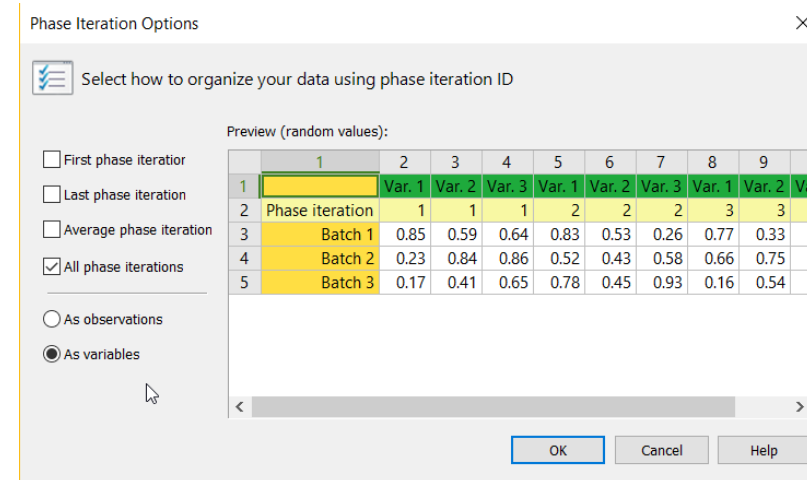 Phase Iteration Options
Select how to organize your data using phase iteration ID
Preview (random values):
First phase iteratior
Last phase iteration
Average phase iteration
All phase iterations
As observations
As variables
1 2 3 4 5 6 7 8 9
1 Var. 1 Var. 2 Var. 3 Var. 1 Var. 2 Var. 3 Var. 1 Var. 2 V
2 Phase iteration 1 1 1 2 2 2 3 3
3 Batch 1 0.85 0.59 0.64 0.83 0.53 0.26 0.77 0.33
4 Batch 2 0.23 0.84 0.86 0.52 0.43 0.58 0.66 0.75
5 Batch 3 0.17 0.41 0.65 0.78 0.45 0.93 0.16 0.54
OK Cancel Help